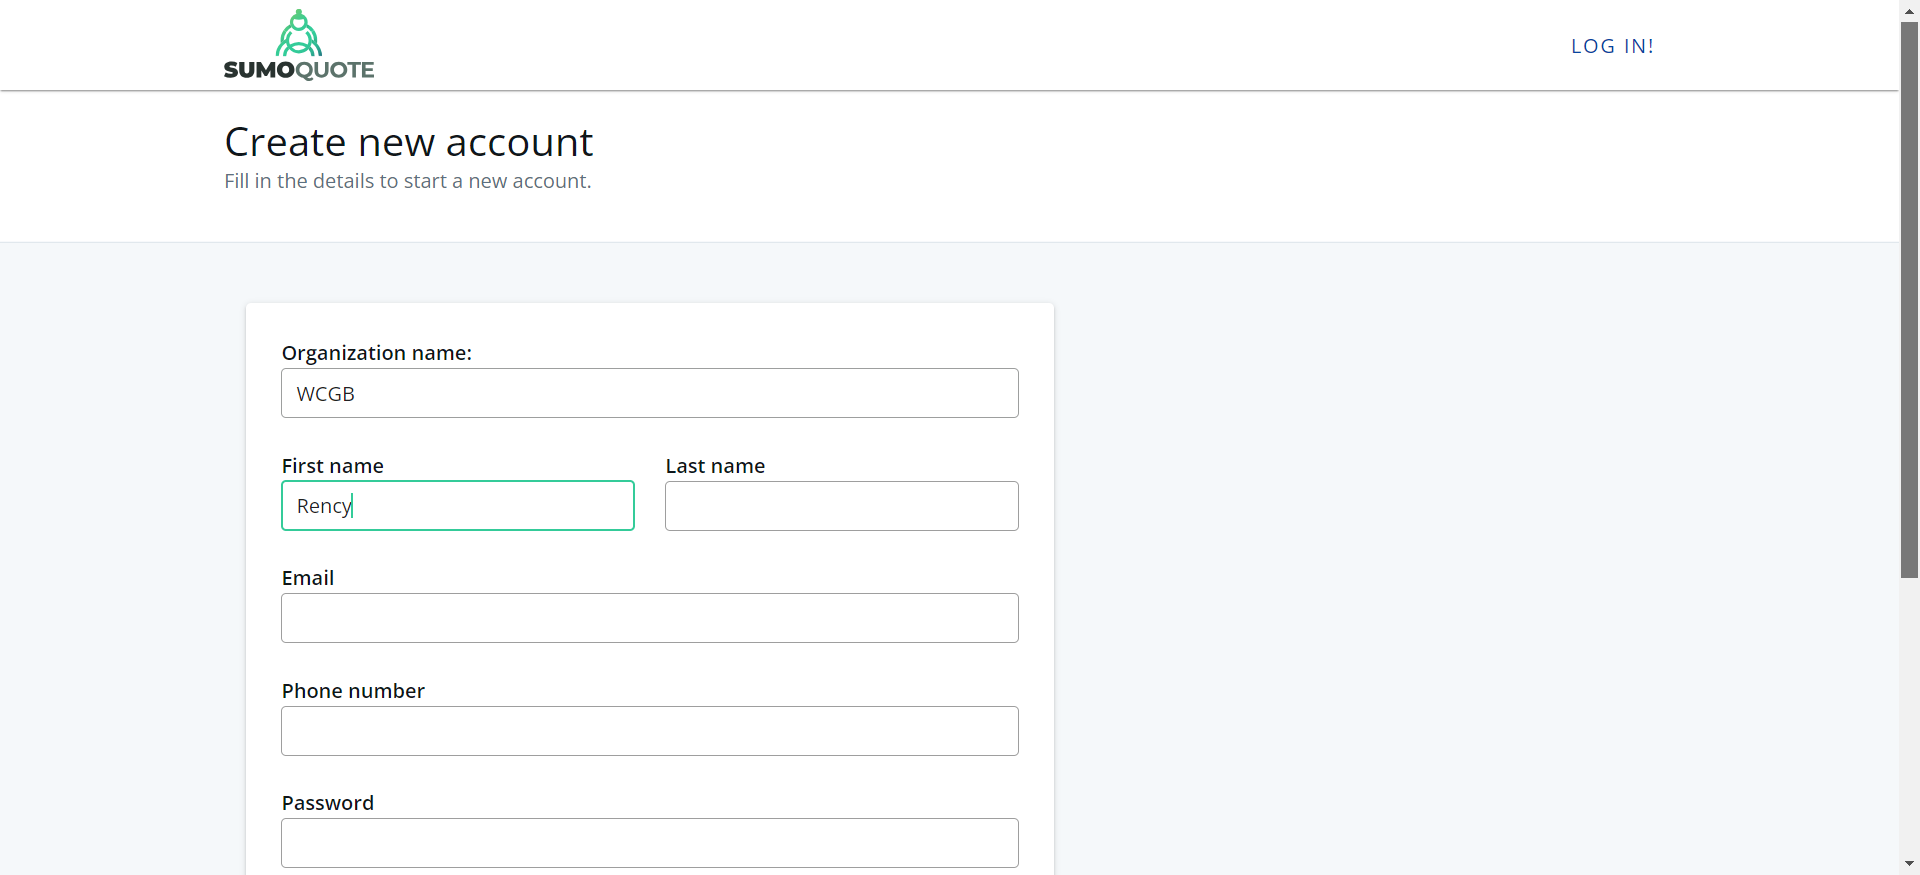 SUMOQUOTE
LOG IN!
Create new account
Fill in the details to start a new account.
Organization name:
WCGB
First name
Last name
Rency
Email
Phone number
Password